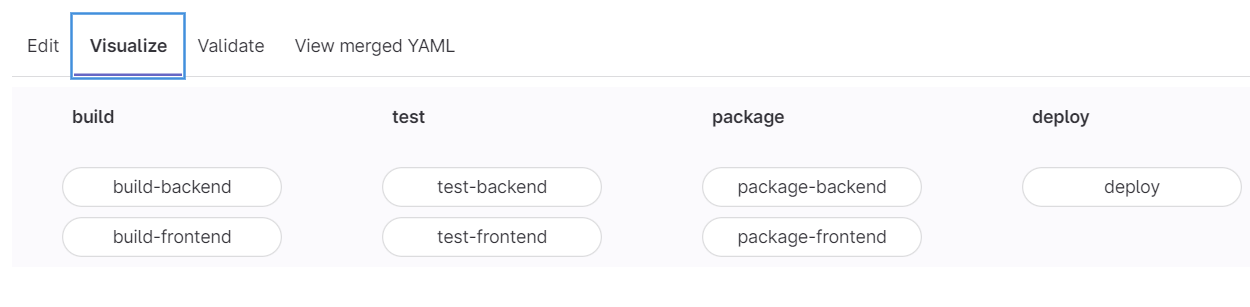 Edit Visualize Validate View merged YAML
build test package deploy
build-backend test-backend package-backend deploy
build-frontend test-frontend package-frontend